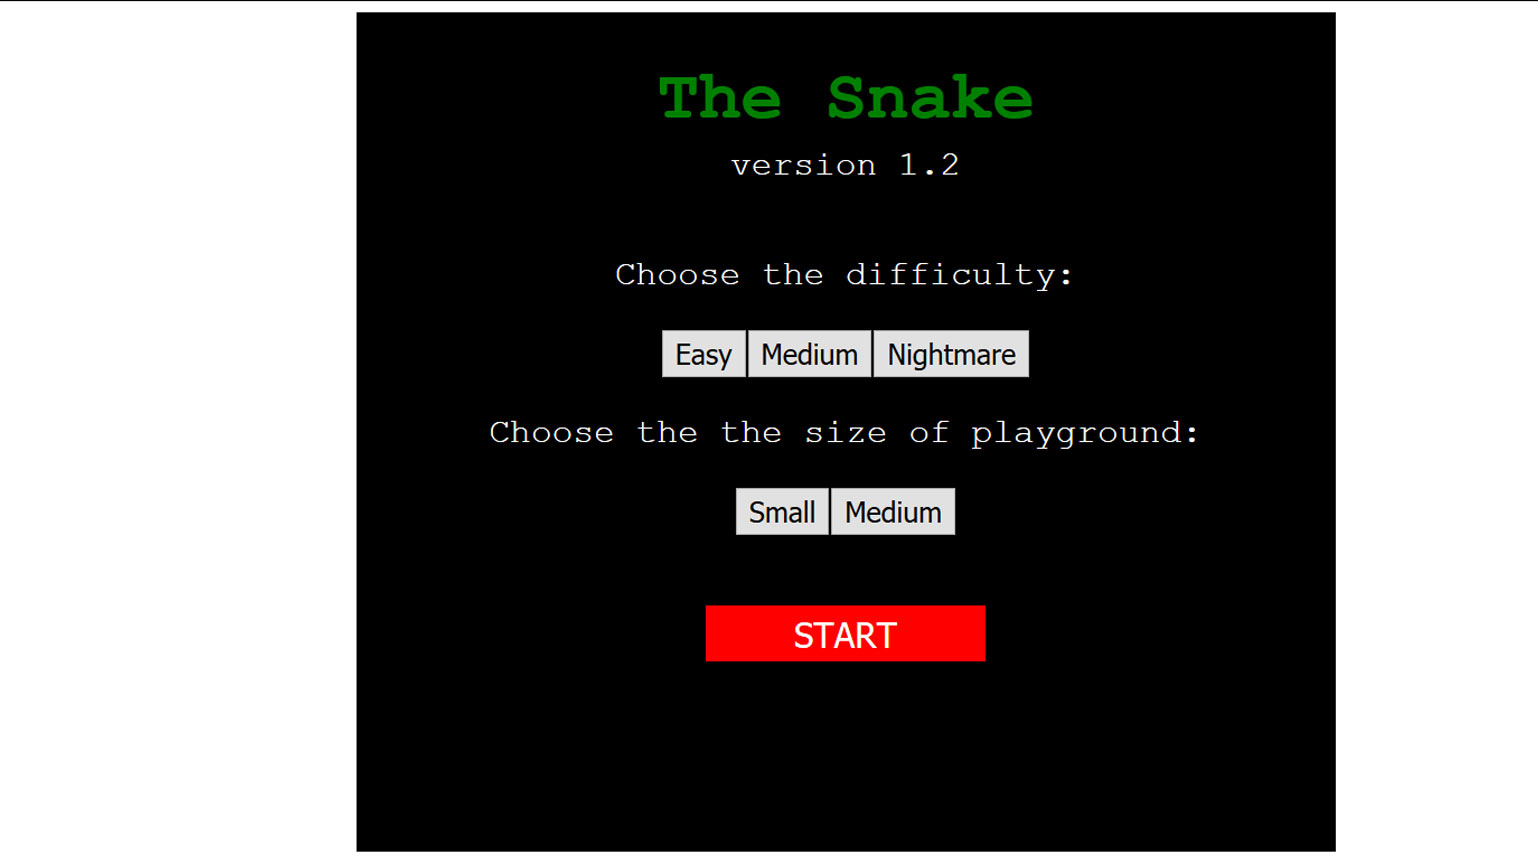 The Snake
version 1.2
Choose the difficulty:
Easy Medium Nightmare
Choose the the size of playground:
Small Medium
START